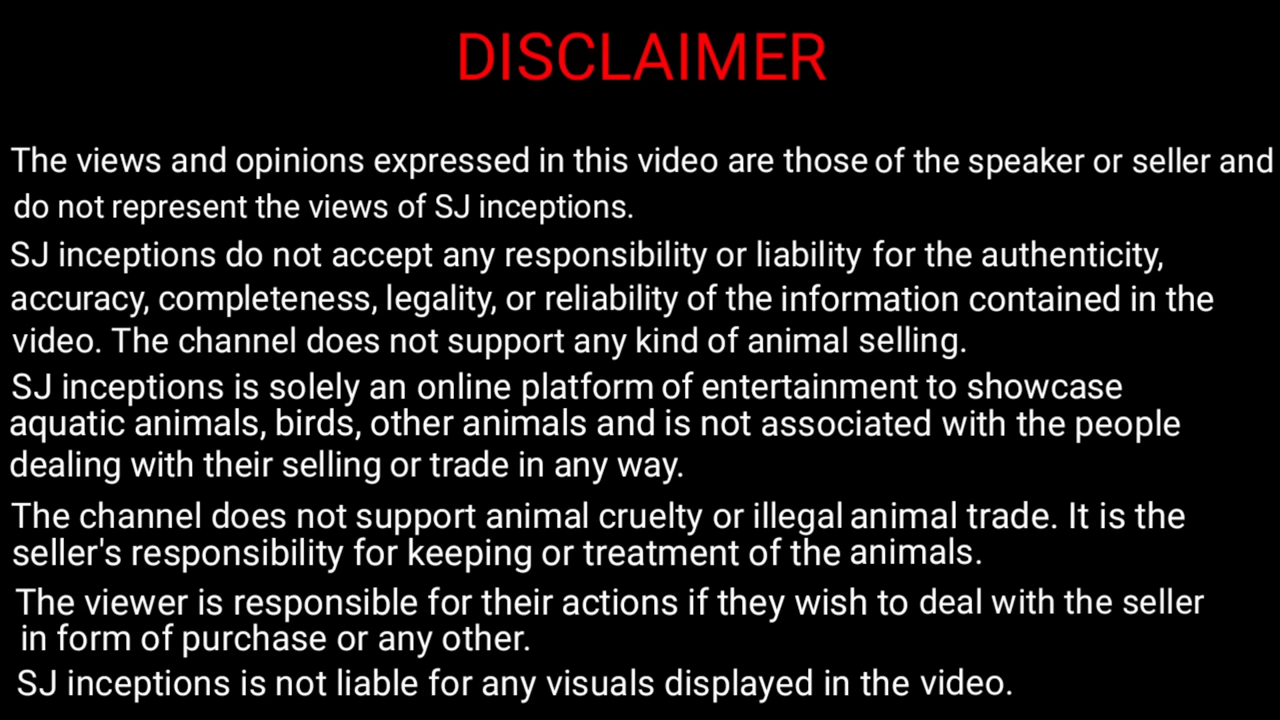 DISCLAIMER
The views and opinions expressed in this video are those of the speaker or seller and
do not represent the views of SJ inceptions.
SJ inceptions do not accept any responsibility or liability for the authenticity,
accuracy, completeness, legality, or reliability of the information contained in the
video. The channel does not support any kind of animal selling.
SJ inceptions is solely an online platform of entertainment to showcase
aquatic animals, birds, other animals and is not associated with the people
dealing with their selling or trade in any way.
The channel does not support animal cruelty or illegal animal trade. It is the
seller's responsibility for keeping or treatment of the animals.
The viewer is responsible for their actions if they wish to deal with the seller
in form of purchase or any other.
SJ inceptions is not liable for any visuals displayed in the video.